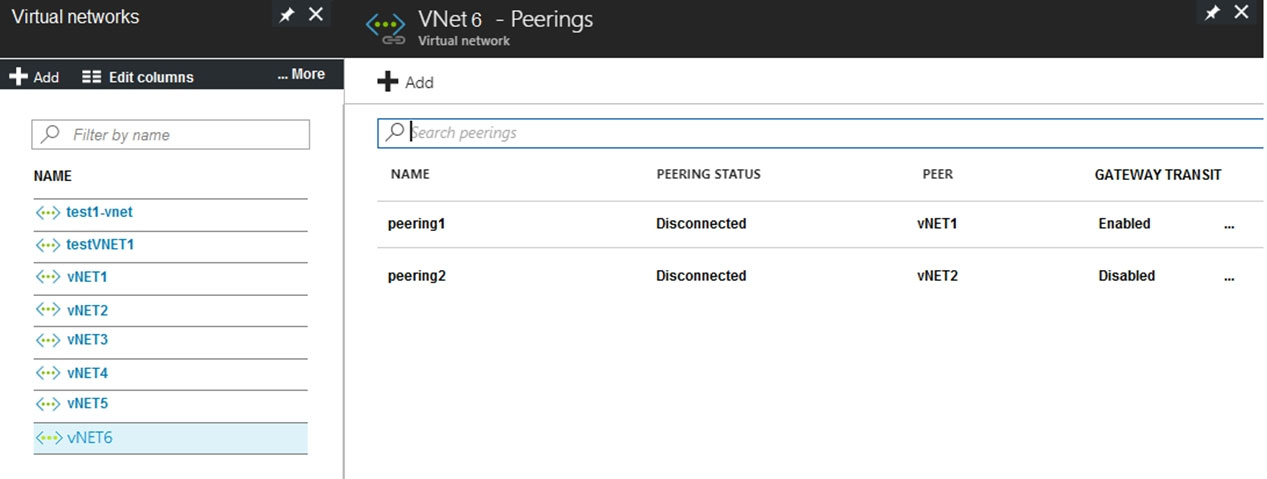 Virtual networks
Add Edit columns ... More
Filter by name
NAME
test1-vnet
testVNET1
vNET1
vNET2
vNET3
vNET4
vNET5
vNET6
VNet 6 - Peerings
Virtual network
Add
Search peerings
NAME PEERING STATUS PEER GATEWAY TRANSIT
peering1 Disconnected vNET1 Enabled ...
peering2 Disconnected vNET2 Disabled ...